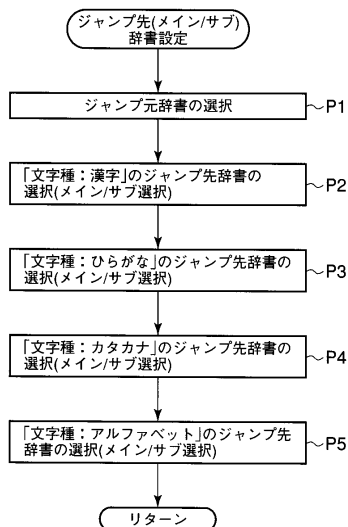 ジャンプ先(メイン/サブ)
辞書設定
ジャンプ元辞書の選択
~P1
「文字種：漢字」のジャンプ先辞書の
選択(メイン/サブ選択)
~P2
「文字種：ひらがな」のジャンプ先辞書の
選択(メイン/サブ選択)
~P3
「文字種：カタカナ」のジャンプ先辞書の
選択(メイン/サブ選択)
~P4
「文字種：アルファベット」のジャンプ先
辞書の選択(メイン/サブ選択)
~P5
リターン